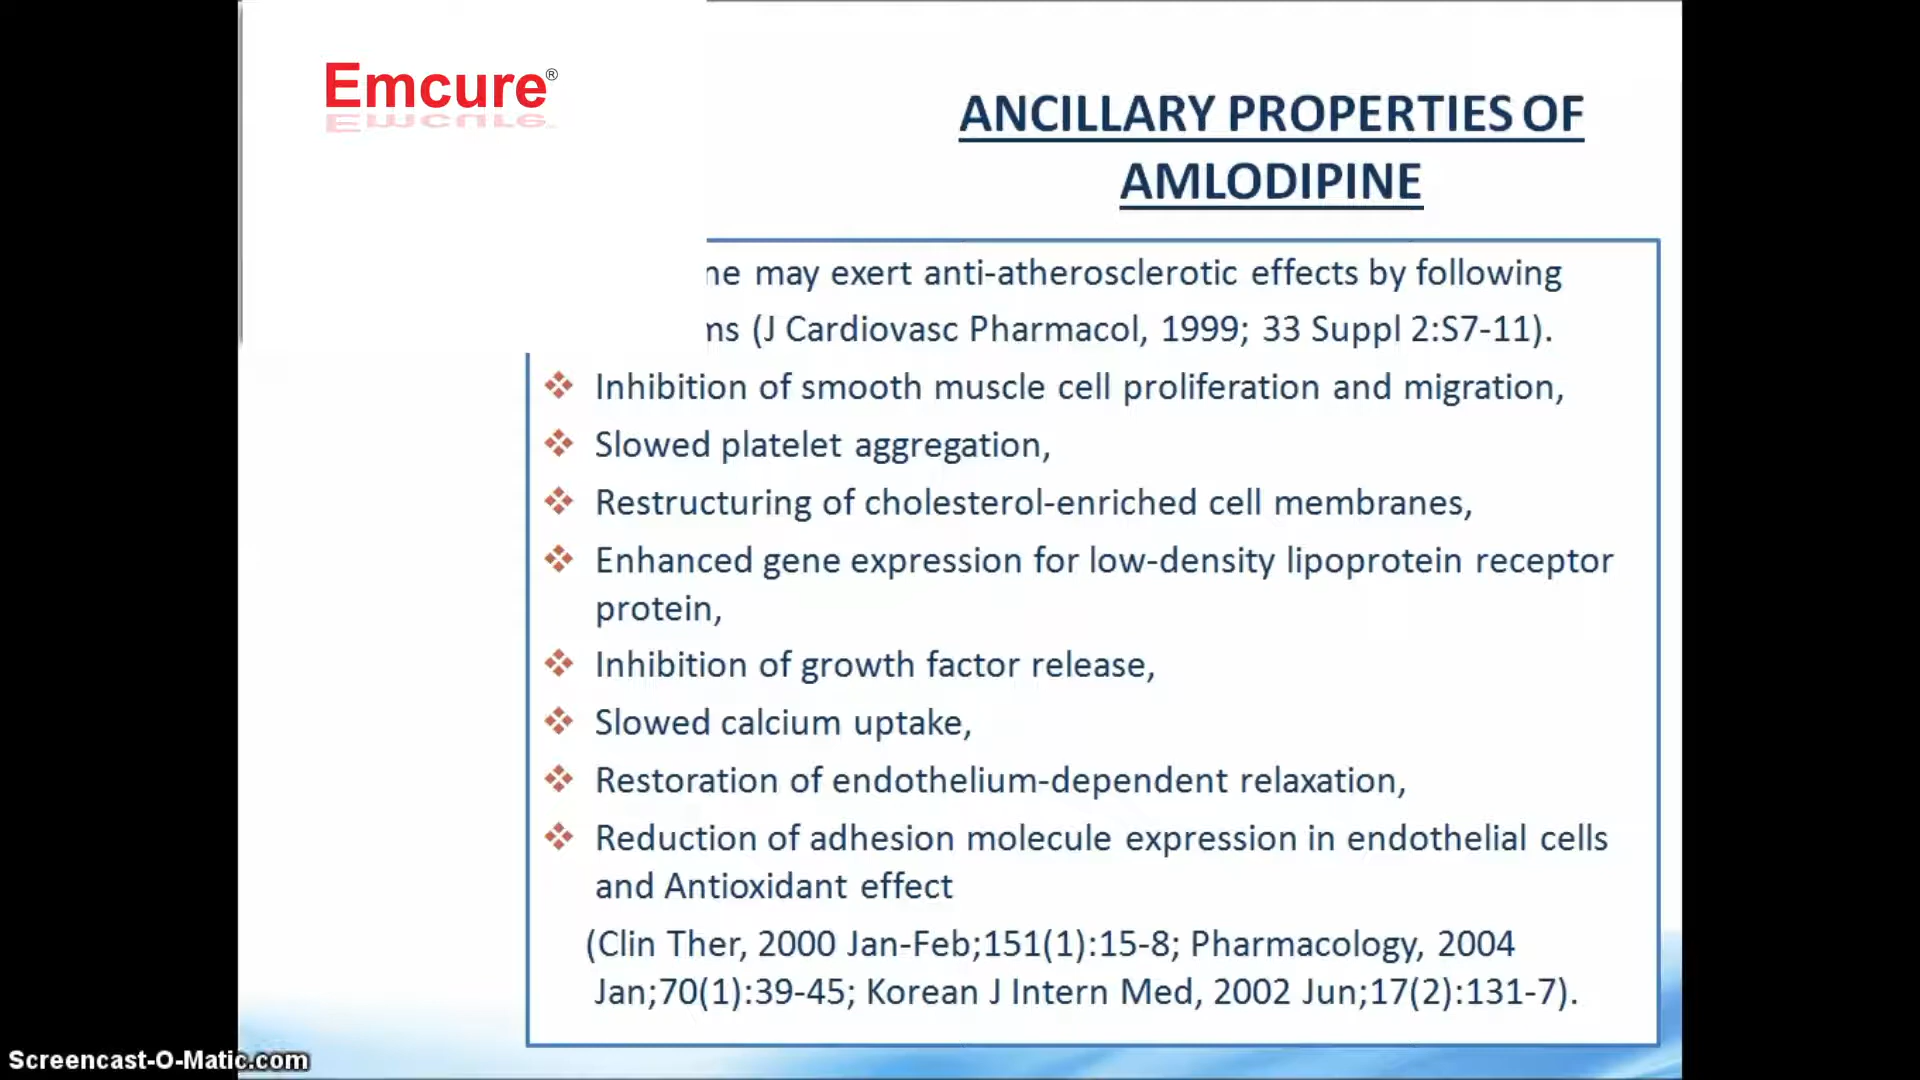 Emcure®
ANCILLARY PROPERTIES OF
AMLODIPINE
may exert anti-atherosclerotic effects by following
(J Cardiovasc Pharmacol, 1999; 33 Suppl 2:S7-11).
Inhibition of smooth muscle cell proliferation and migration,
Slowed platelet aggregation,
Restructuring of cholesterol-enriched cell membranes,
Enhanced gene expression for low-density lipoprotein receptor
protein,
Inhibition of growth factor release,
Slowed calcium uptake,
Restoration of endothelium-dependent relaxation,
Reduction of adhesion molecule expression in endothelial cells
and Antioxidant effect
(Clin Ther, 2000 Jan-Feb;151(1):15-8; Pharmacology, 2004
Jan;70(1):39-45; Korean J Intern Med, 2002 Jun;17(2):131-7).
Screencast-O-Matic.com